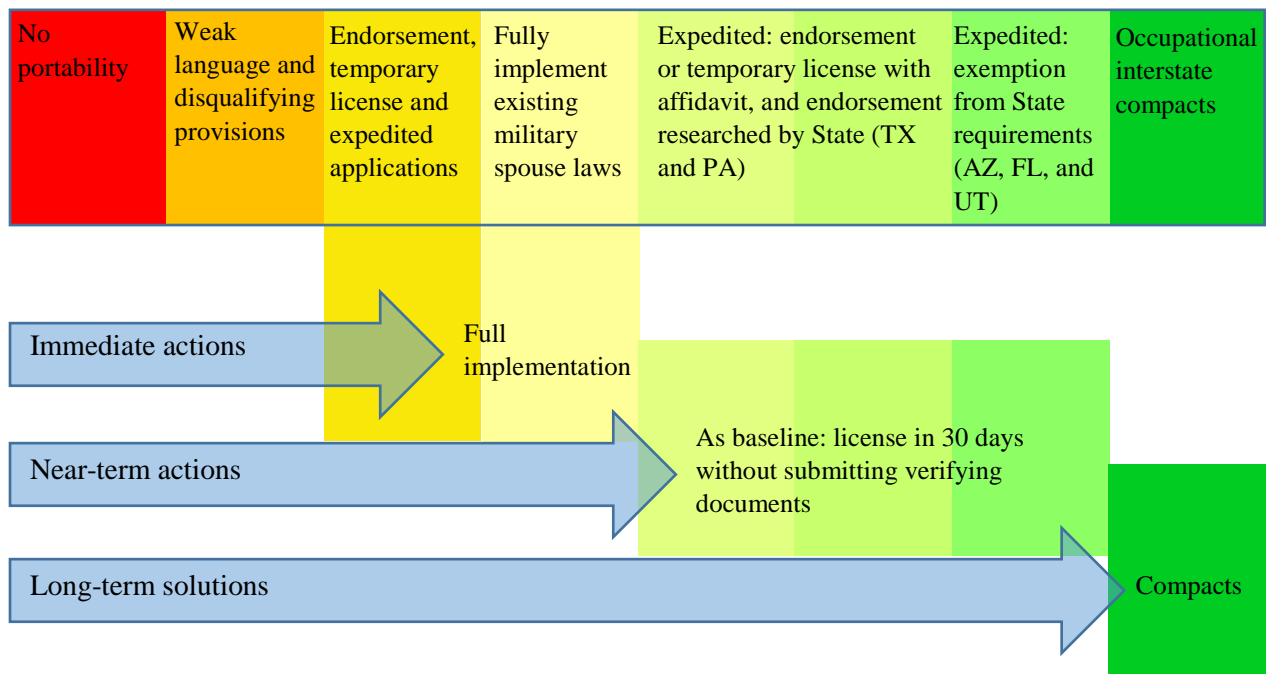 No
portability
Weak
language and
disqualifying
provisions
Endorsement,
temporary
license and
expedited
applications
Fully
implement
existing
military
spouse laws
Expedited: endorsement
or temporary license with
affidavit, and endorsement
researched by State (TX
and PA)
Expedited:
exemption
from State
requirements
(AZ, FL, and
UT)
Occupational
interstate
compacts
Immediate actions
Full
implementation
Near-term actions
As baseline: license in 30 days
without submitting verifying
documents
Long-term solutions
Compacts